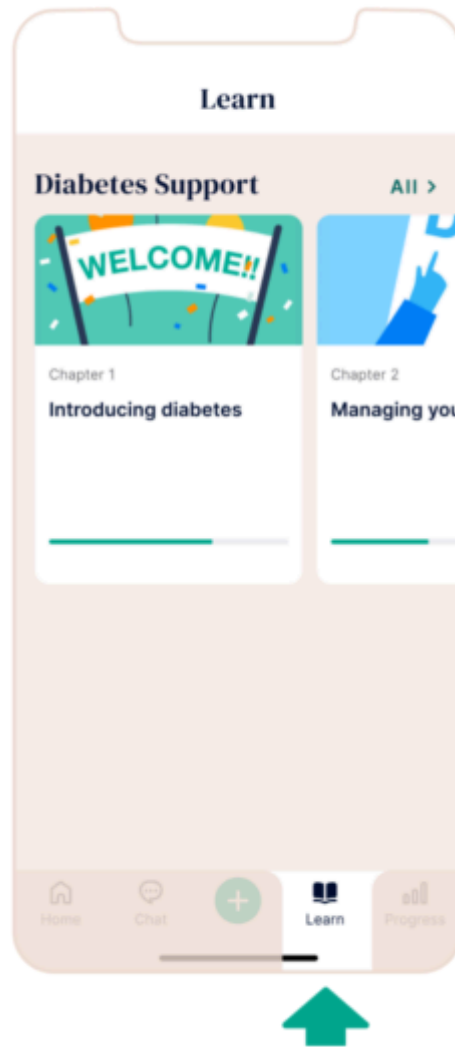 Learn
Diabetes Support
All >
WELCOME!!
Chapter 1
Introducing diabetes
Chapter 2
Managing you
Home
Chat
Learn
Progress